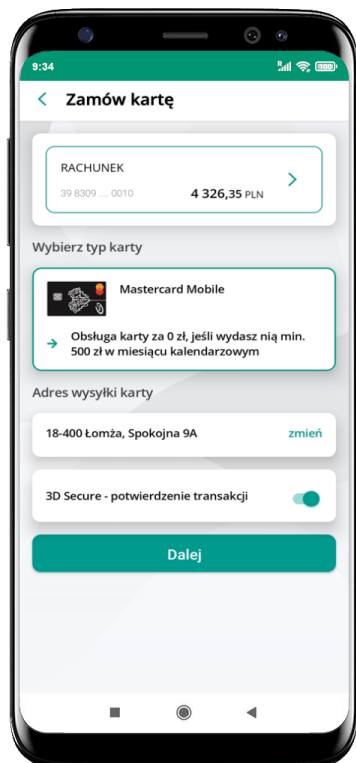 9:34
100
Zamów kartę
RACHUNEK
39 8309 .... 0010 4 326,35 PLN
Wybierz typ karty
Mastercard Mobile
Obsługa karty za 0 zł, jeśli wydasz nią min.
500 zł w miesiącu kalendarzowym
Adres wysyłki karty
18-400 Łomża, Spokojna 9A zmień
3D Secure - potwierdzenie transakcji
Dalej